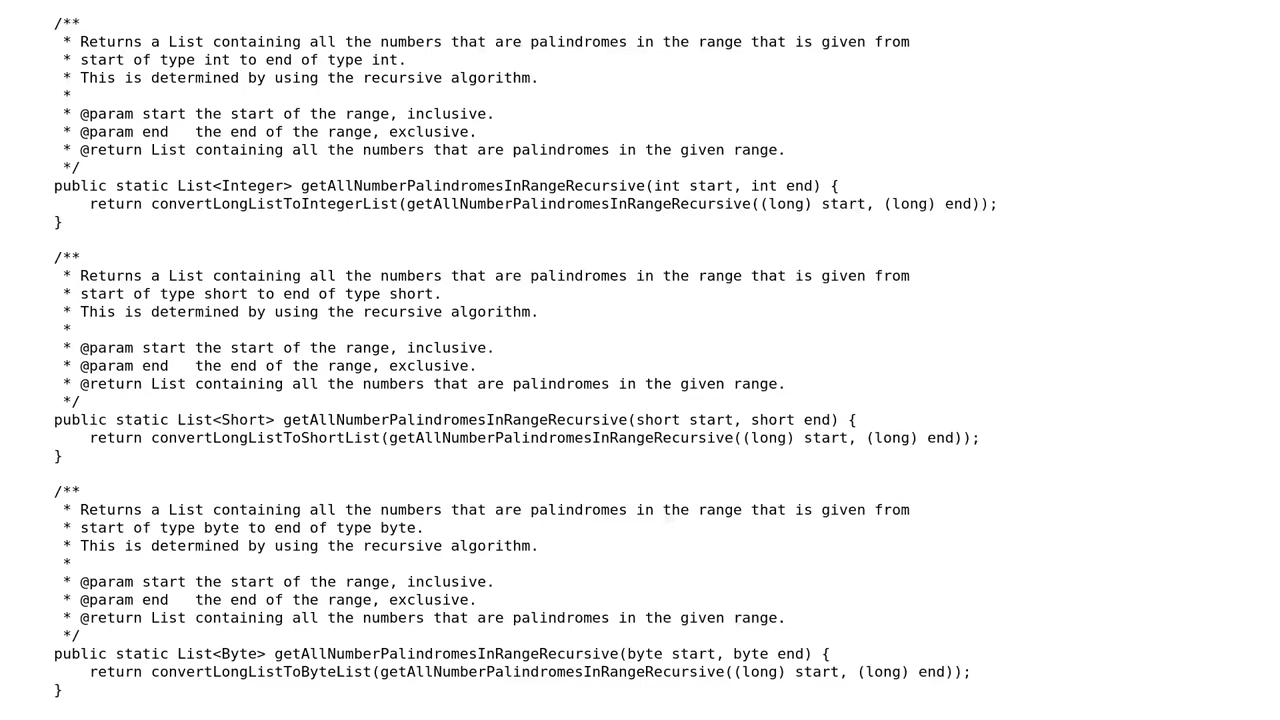 /**
 * Returns a List containing all the numbers that are palindromes in the range that is given from
 * start of type int to end of type int.
 * This is determined by using the recursive algorithm.
 *
 * @param start the start of the range, inclusive.
 * @param end   the end of the range, exclusive.
 * @return List containing all the numbers that are palindromes in the given range.
 */
public static List<Integer> getAllNumberPalindromesInRangeRecursive(int start, int end) {
    return convertLongListToIntegerList(getAllNumberPalindromesInRangeRecursive((long) start, (long) end));
}

/**
 * Returns a List containing all the numbers that are palindromes in the range that is given from
 * start of type short to end of type short.
 * This is determined by using the recursive algorithm.
 *
 * @param start the start of the range, inclusive.
 * @param end   the end of the range, exclusive.
 * @return List containing all the numbers that are palindromes in the given range.
 */
public static List<Short> getAllNumberPalindromesInRangeRecursive(short start, short end) {
    return convertLongListToShortList(getAllNumberPalindromesInRangeRecursive((long) start, (long) end));
}

/**
 * Returns a List containing all the numbers that are palindromes in the range that is given from
 * start of type byte to end of type byte.
 * This is determined by using the recursive algorithm.
 *
 * @param start the start of the range, inclusive.
 * @param end   the end of the range, exclusive.
 * @return List containing all the numbers that are palindromes in the given range.
 */
public static List<Byte> getAllNumberPalindromesInRangeRecursive(byte start, byte end) {
    return convertLongListToByteList(getAllNumberPalindromesInRangeRecursive((long) start, (long) end));
}